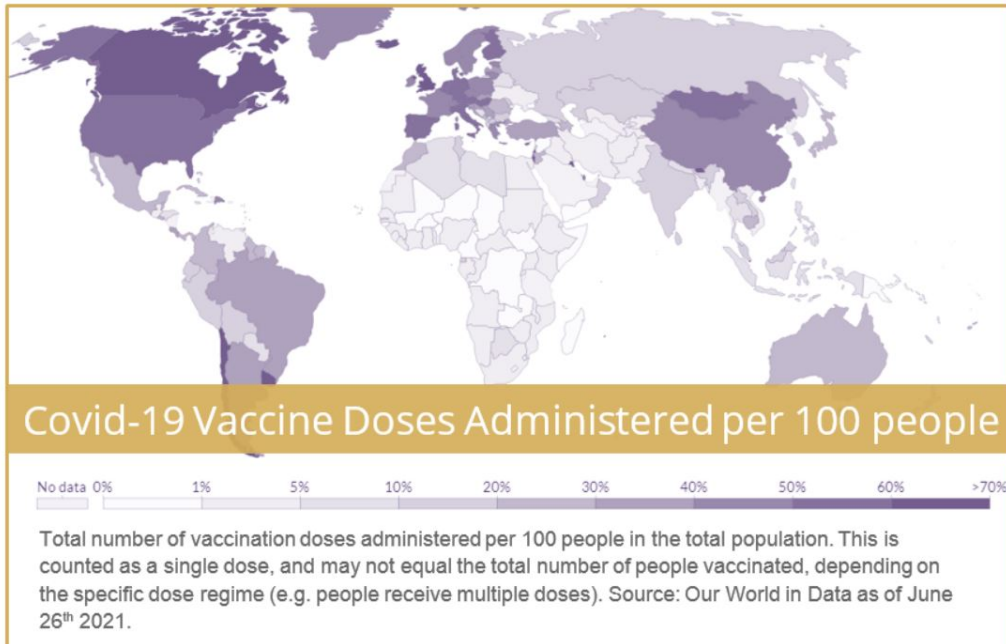 Covid-19 Vaccine Doses Administered per 100 people
No data 0% 1% 5% 10% 20% 30% 40% 50% 60% >70%
Total number of vaccination doses administered per 100 people in the total population. This is
counted as a single dose, and may not equal the total number of people vaccinated, depending on
the specific dose regime (e.g. people receive multiple doses). Source: Our World in Data as of June
26th 2021.